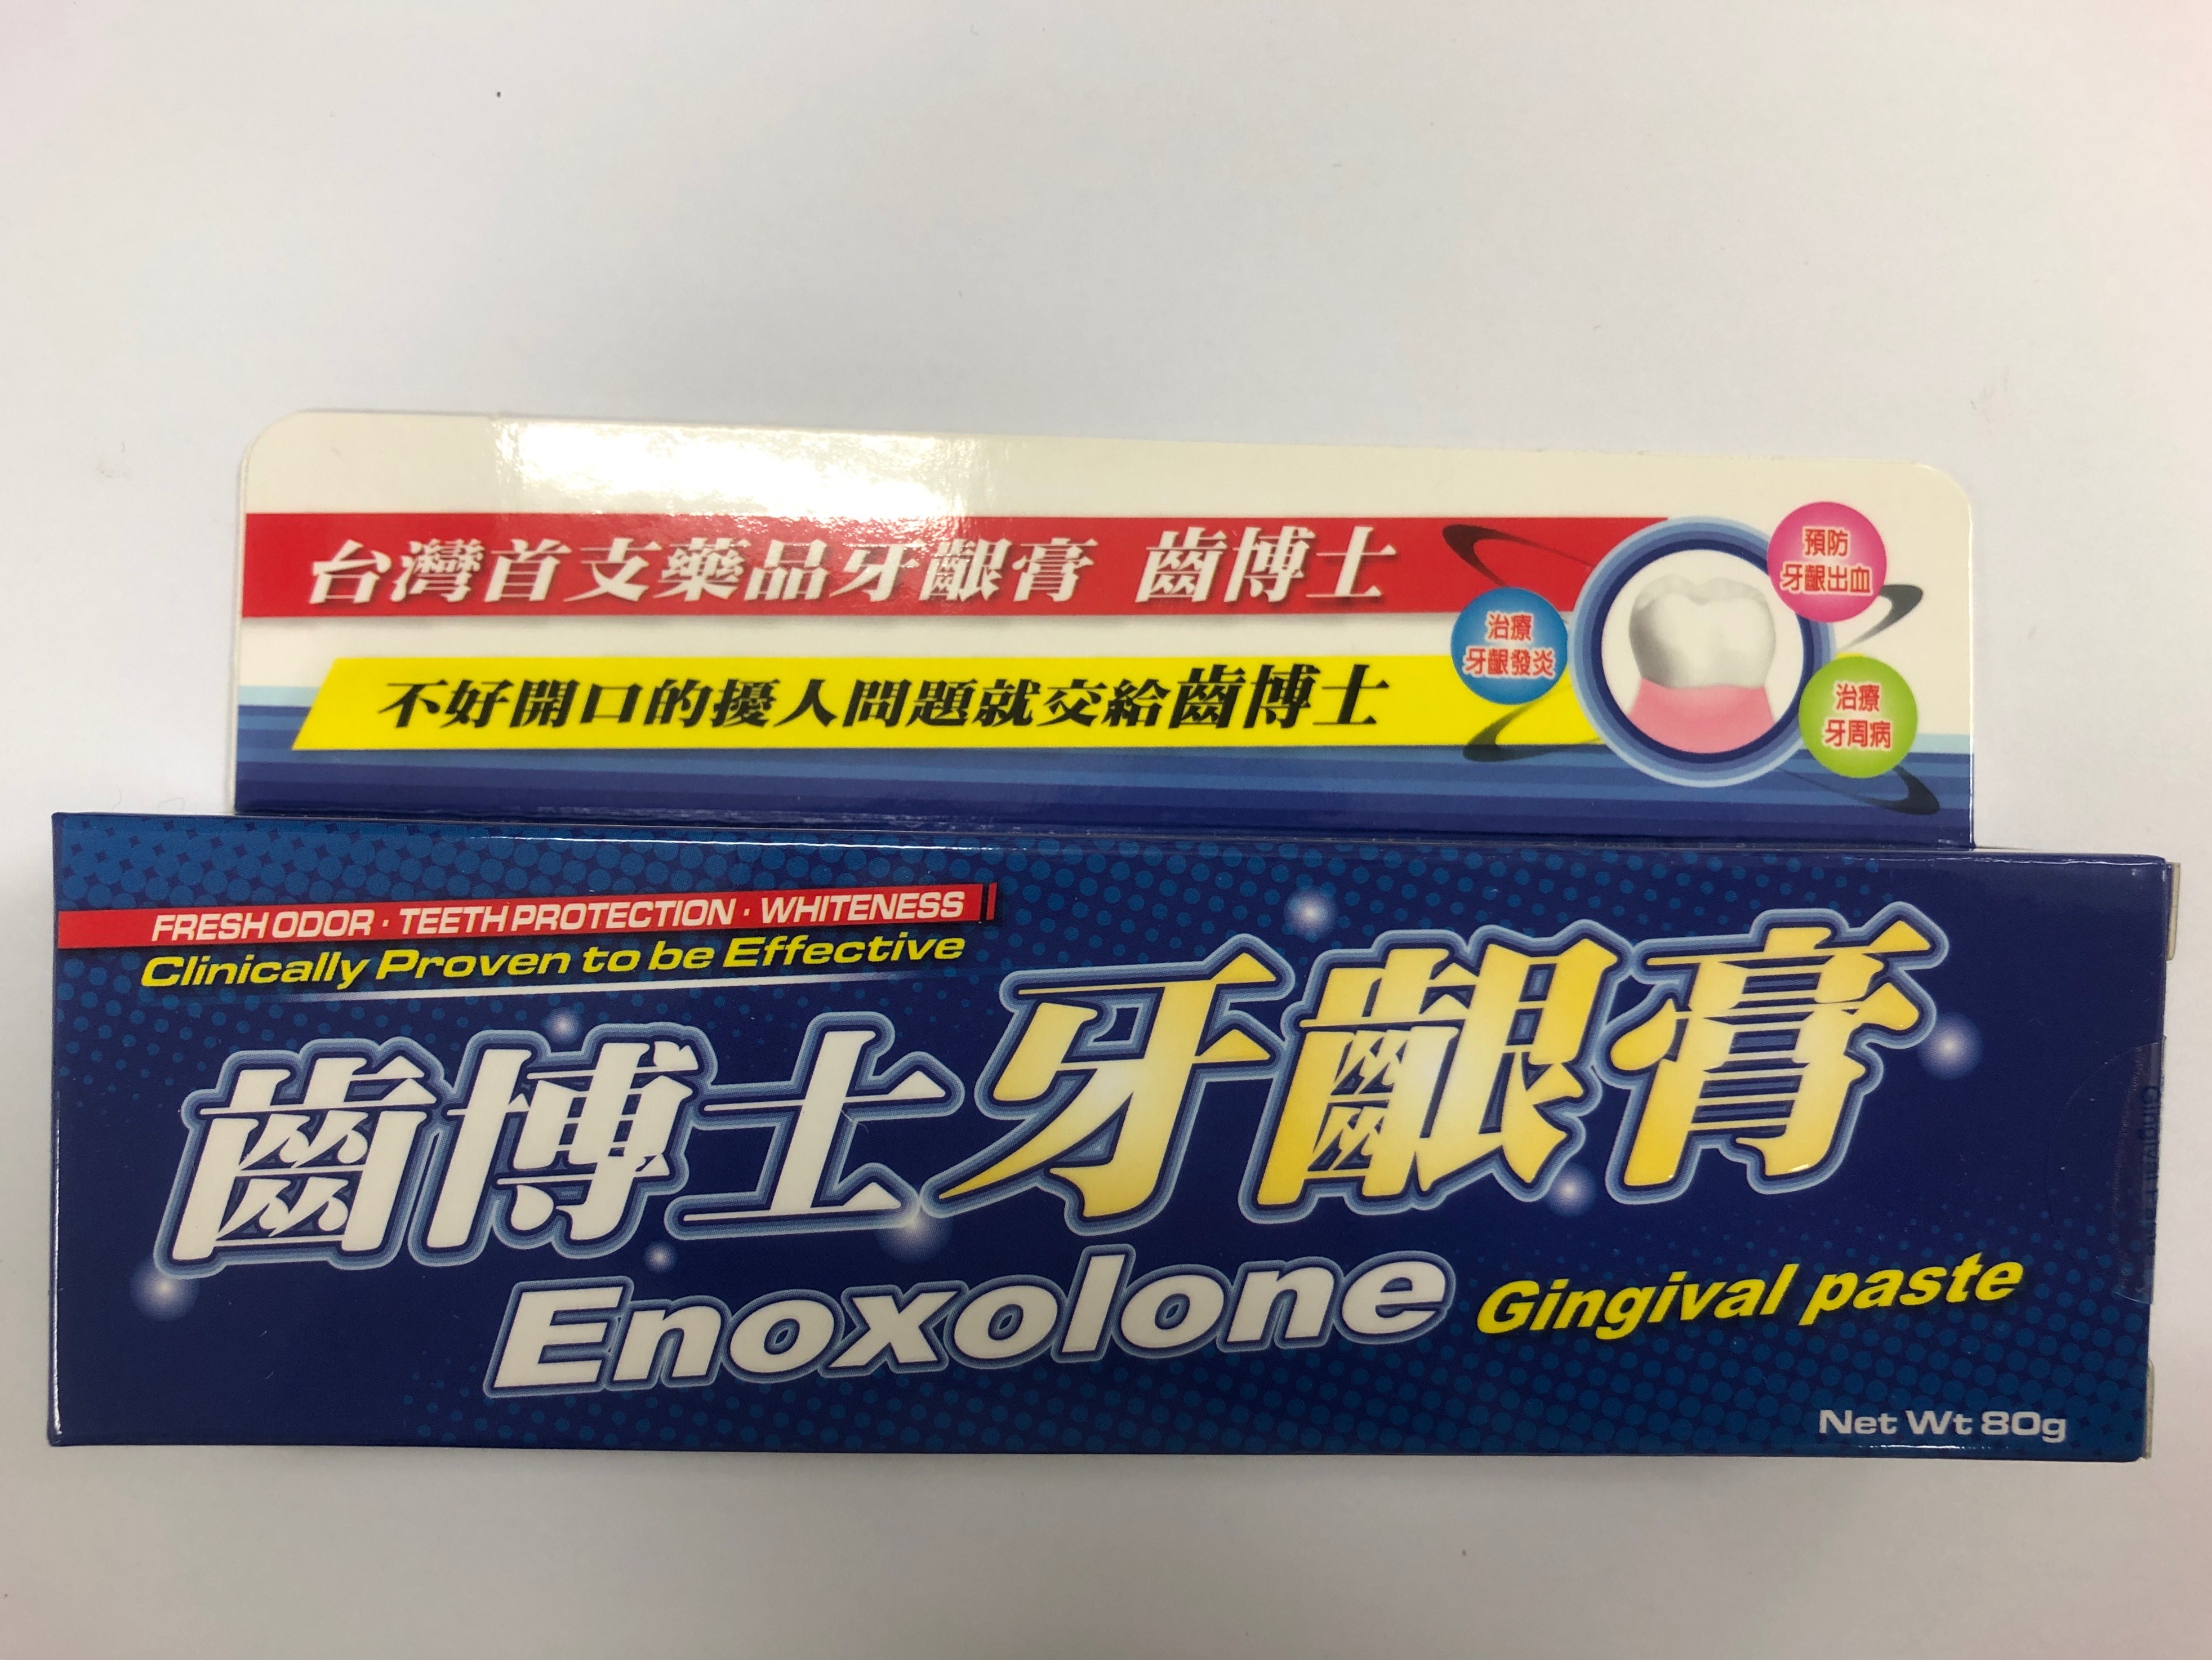 台灣首支藥品牙齦膏 齒博士
不好開口的擾人問題就交給齒博士
預防
牙齦出血
治療
牙齦發炎
治療
牙周病
FRESH ODOR · TEETH PROTECTION · WHITENESS
Clinically Proven to be Effective
齒博士牙齦膏
Enoxolone Gingival paste
Net Wt 80g